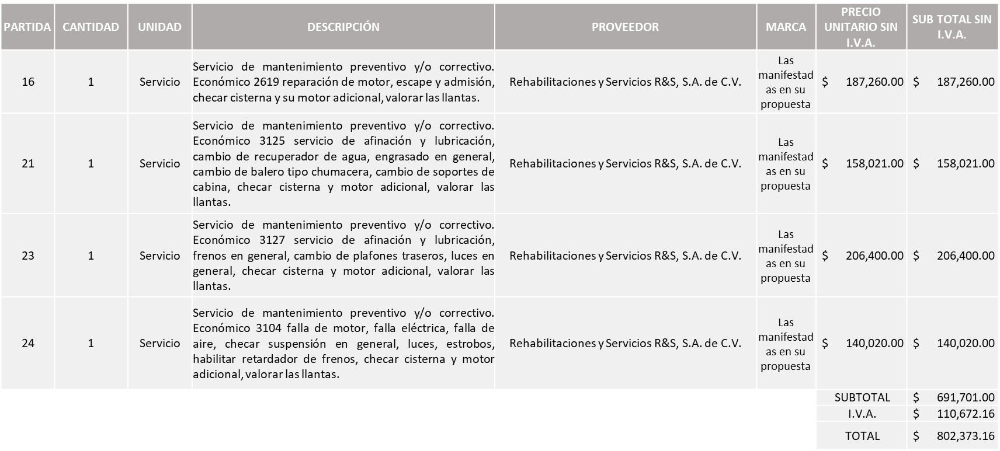 PARTIDA CANTIDAD UNIDAD DESCRIPCIÓN PROVEEDOR MARCA PRECIO UNITARIO SIN I.V.A. SUB TOTAL SIN I.V.A.
16 1 Servicio
Servicio de mantenimiento preventivo y/o correctivo.
Económico 2619 reparación de motor, escape y admisión,
checar cisterna y su motor adicional, valorar las llantas.
Rehabilitaciones y Servicios R&S, S.A. de C.V.
Las
manifestad
as en su
propuesta
$ 187,260.00 $ 187,260.00
21 1 Servicio
Servicio de mantenimiento preventivo y/o correctivo.
Económico 3125 servicio de afinación y lubricación,
cambio de recuperador de agua, engrasado en general,
cambio de balero tipo chumacera, cambio de soportes de
cabina, checar cisterna y motor adicional, valorar las
llantas.
Rehabilitaciones y Servicios R&S, S.A. de C.V.
Las
manifestad
as en su
propuesta
$ 158,021.00 $ 158,021.00
23 1 Servicio
Servicio de mantenimiento preventivo y/o correctivo.
Económico 3127 servicio de afinación y lubricación,
frenos en general, cambio de plafones traseros, luces en
general, checar cisterna y motor adicional, valorar las
llantas.
Rehabilitaciones y Servicios R&S, S.A. de C.V.
Las
manifestad
as en su
propuesta
$ 206,400.00 $ 206,400.00
24 1 Servicio
Servicio de mantenimiento preventivo y/o correctivo.
Económico 3104 falla de motor, falla eléctrica, falla de
aire, checar suspensión en general, luces, estrobos,
habilitar retardador de frenos, checar cisterna y motor
adicional, valorar las llantas.
Rehabilitaciones y Servicios R&S, S.A. de C.V.
Las
manifestad
as en su
propuesta
$ 140,020.00 $ 140,020.00
SUBTOTAL $ 691,701.00
I.V.A. $ 110,672.16
TOTAL $ 802,373.16